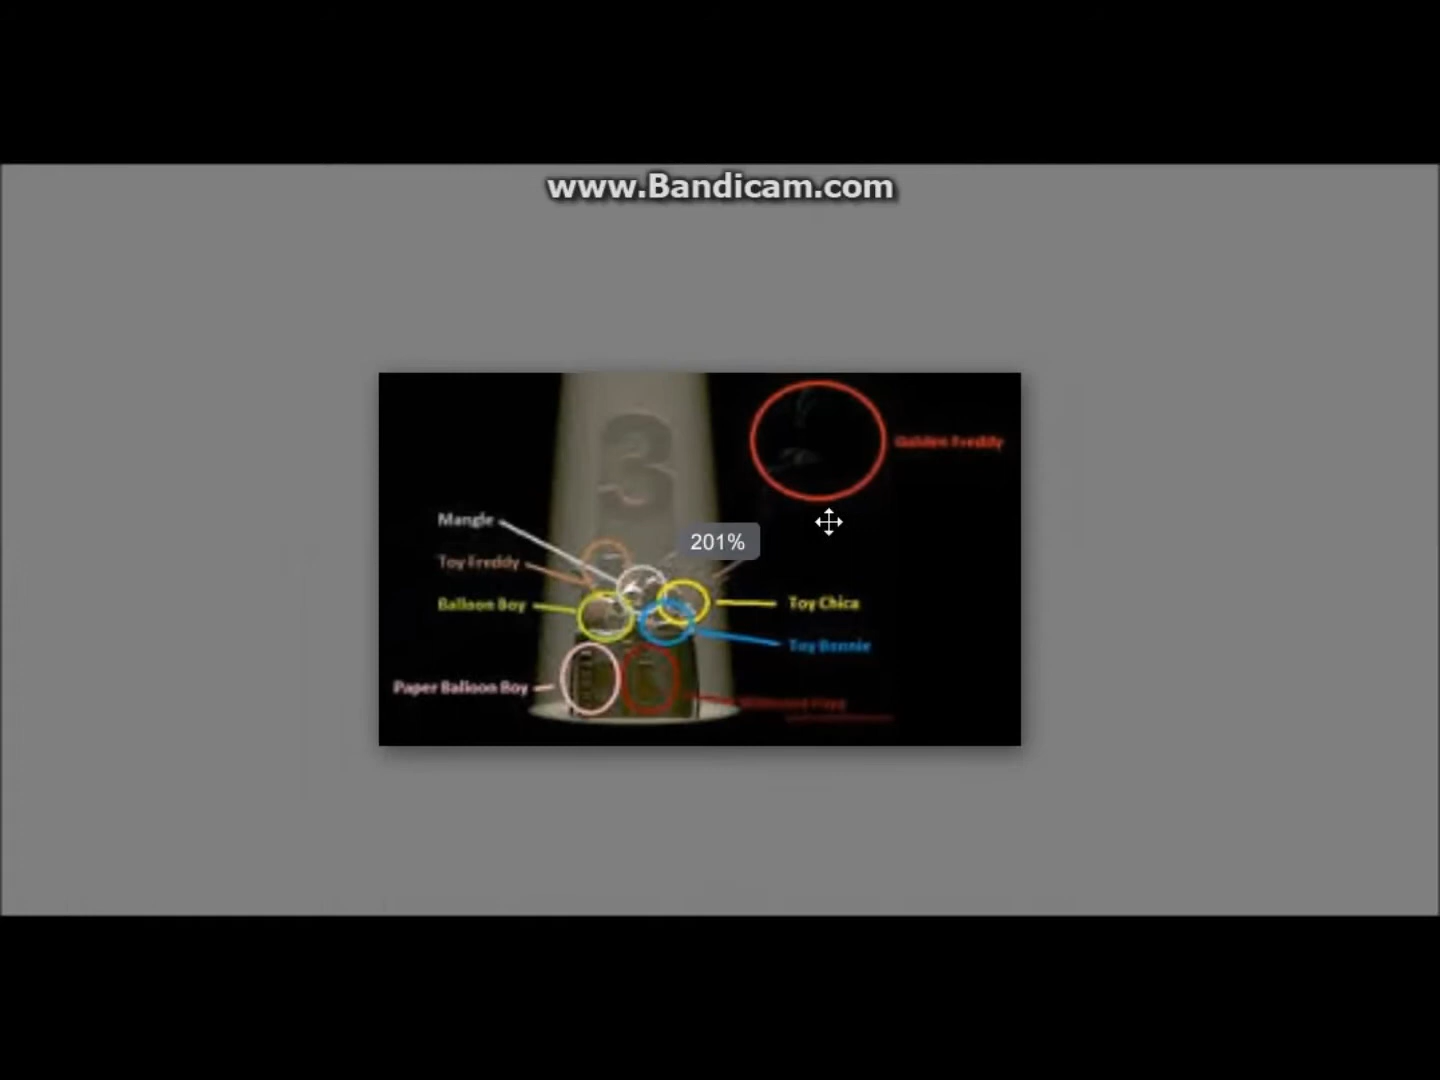 www.Bandicam.com
3
Golden Freddy
Mangle
201%
Toy Freddy
Balloon Boy
Toy Chica
Toy Bonnie
Paper Balloon Boy